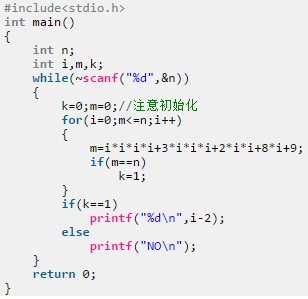 #include<stdio.h>
int main()
{
    int n;
    int i,m,k;
    while(~scanf("%d",&n))
    {
        k=0;m=0;//注意初始化
        for(i=0;m<=n;i++)
        {
            m=i*i*i*i+3*i*i*i+2*i*i+8*i+9;
            if(m==n)
                k=1;
        }
        if(k==1)
            printf("%d\n",i-2);
        else
            printf("NO\n");
    }
    return 0;
}